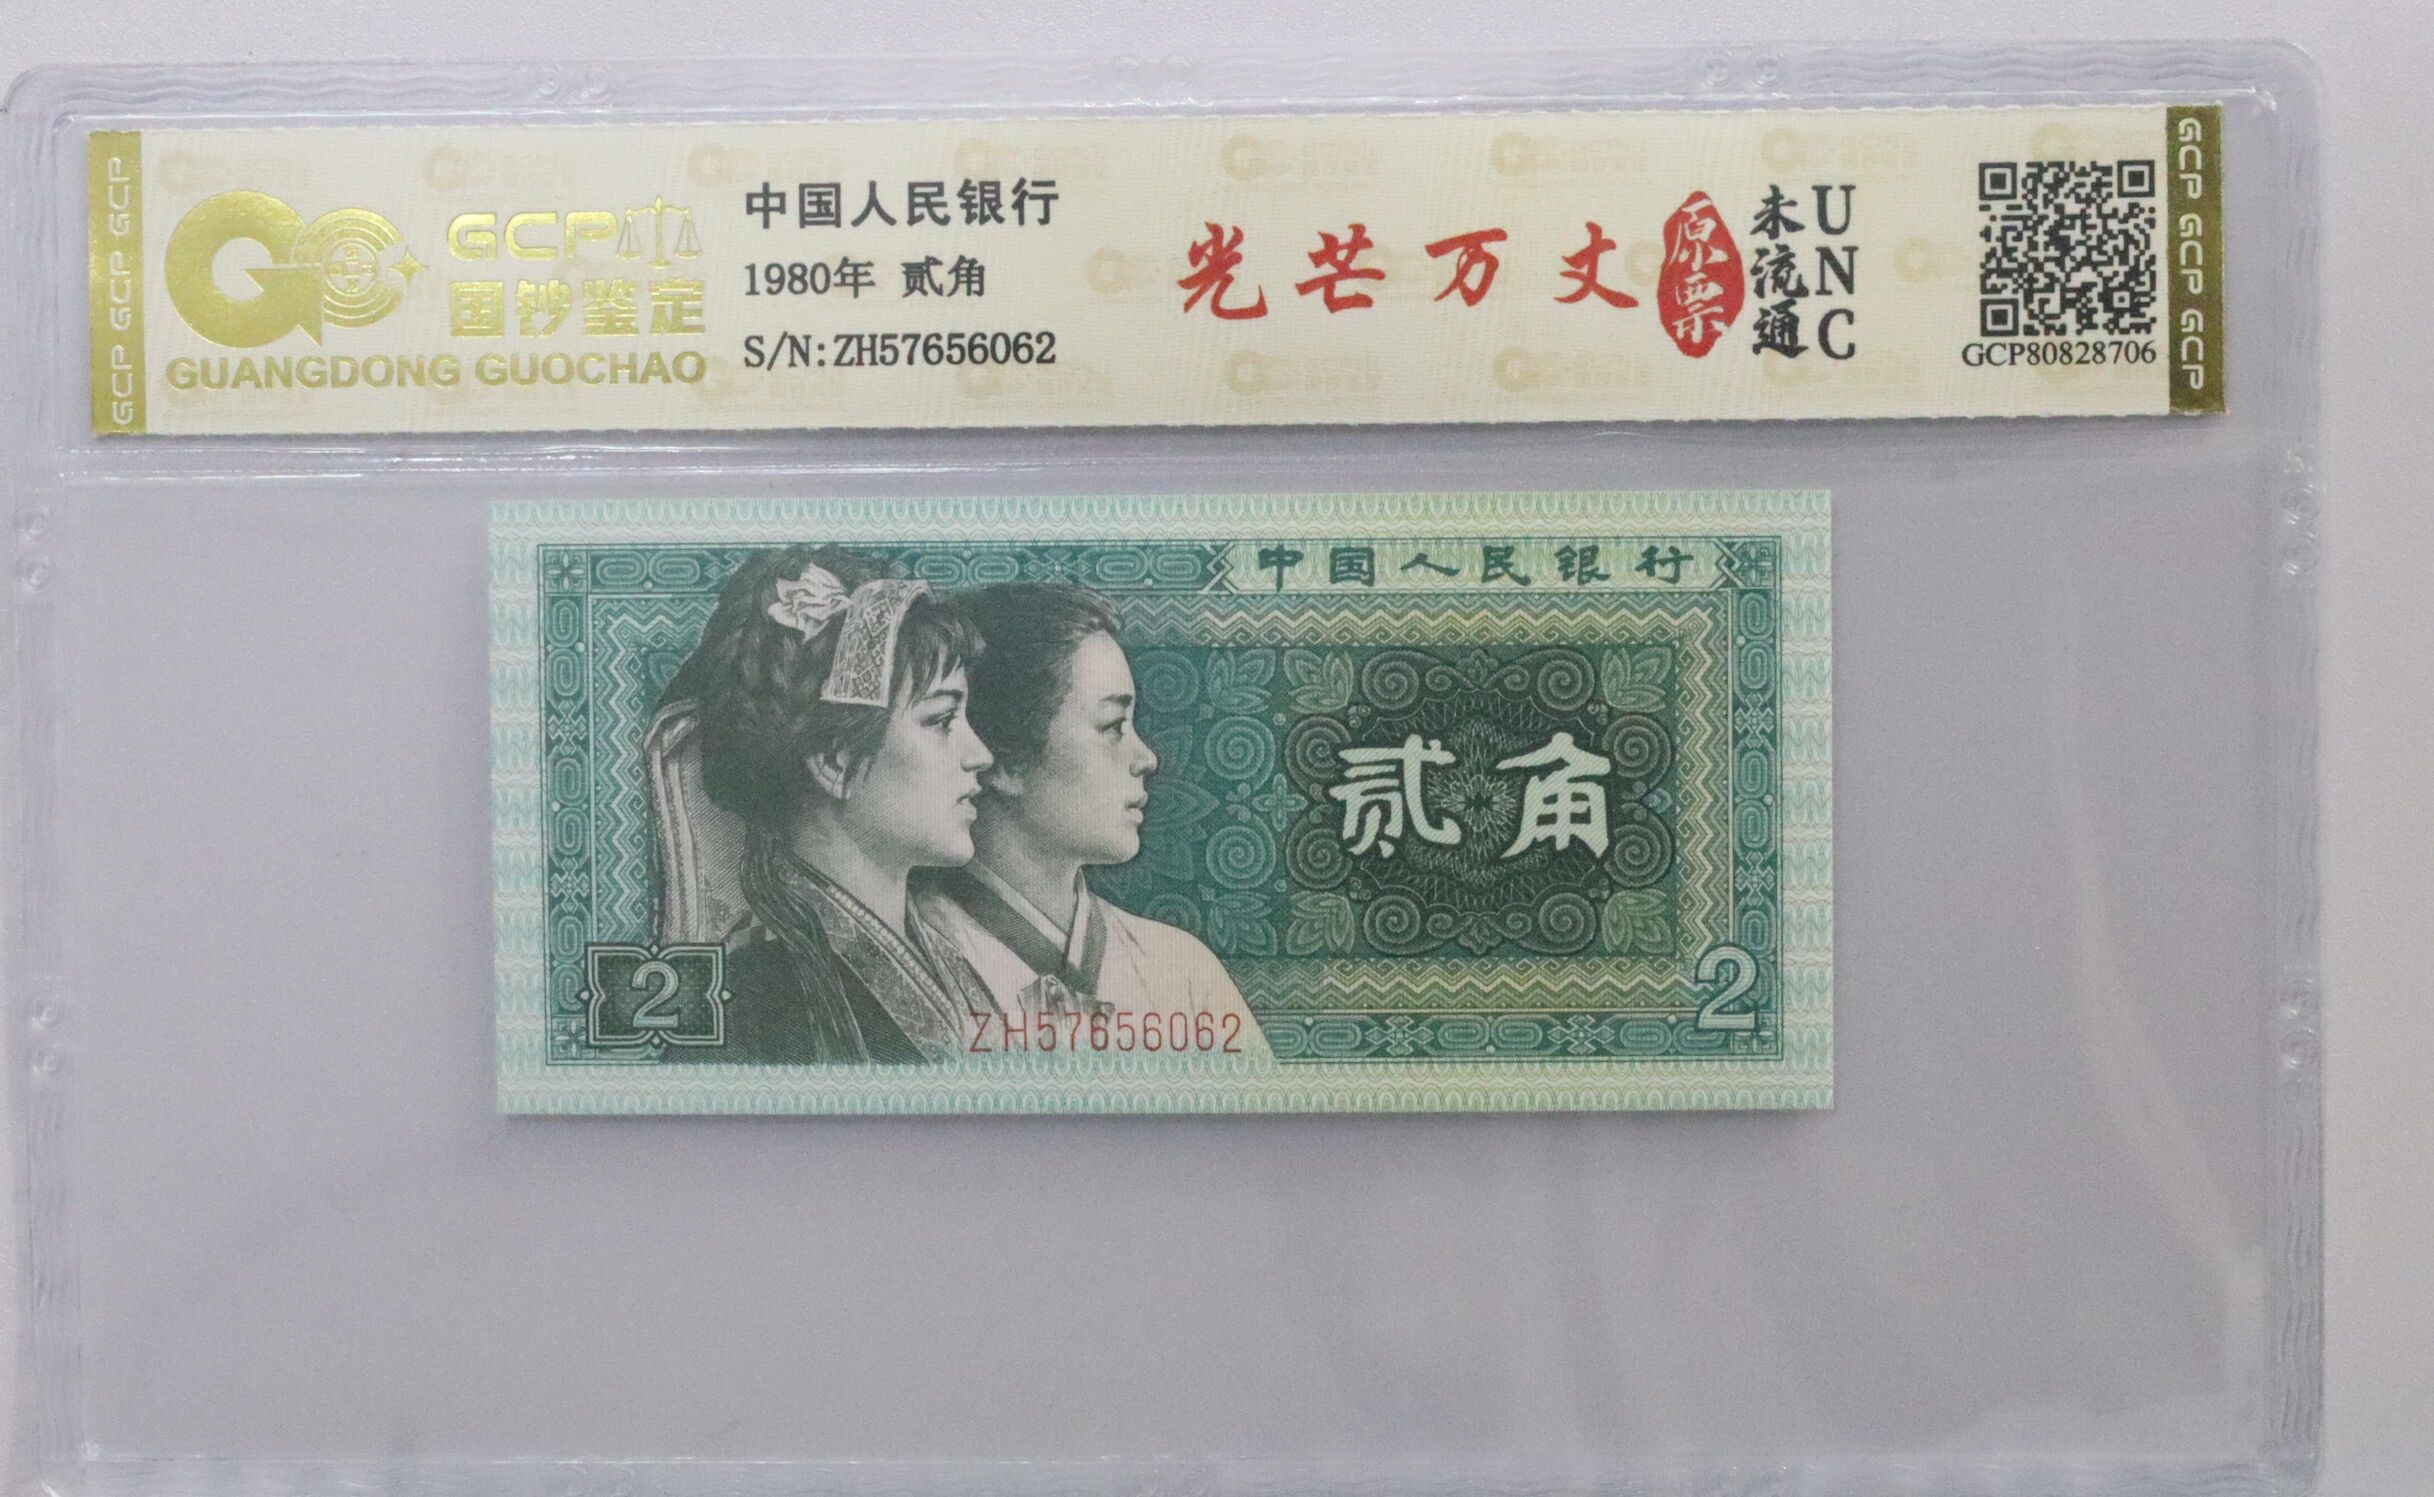 GCP GCP GCP
GCP
国钞鉴定
GUANGDONG GUOCHAO
中国人民银行
1980年 贰角
S/N:ZH57656062
光芒万丈
原票
未流通
UNC
GCP80828706
GCP GCP GCP
中国人民银行
贰角
2
ZH57656062
2